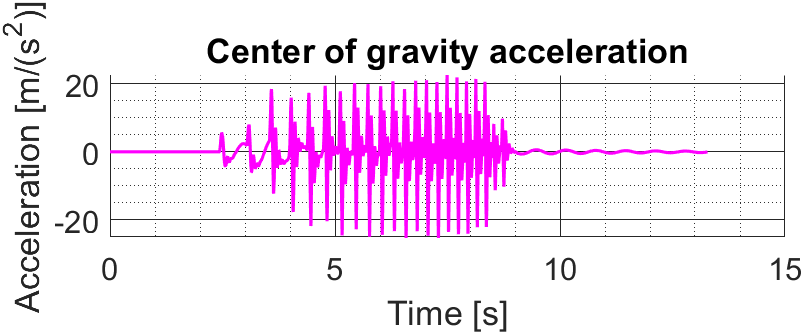 Center of gravity acceleration
Acceleration [m/(s²)]
20
0
-20
0 5 10 15
Time [s]